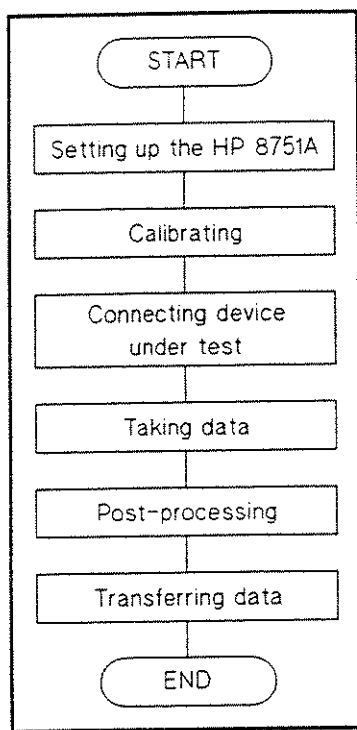 START
Setting up the HP 8751A
Calibrating
Connecting device
under test
Taking data
Post-processing
Transferring data
END